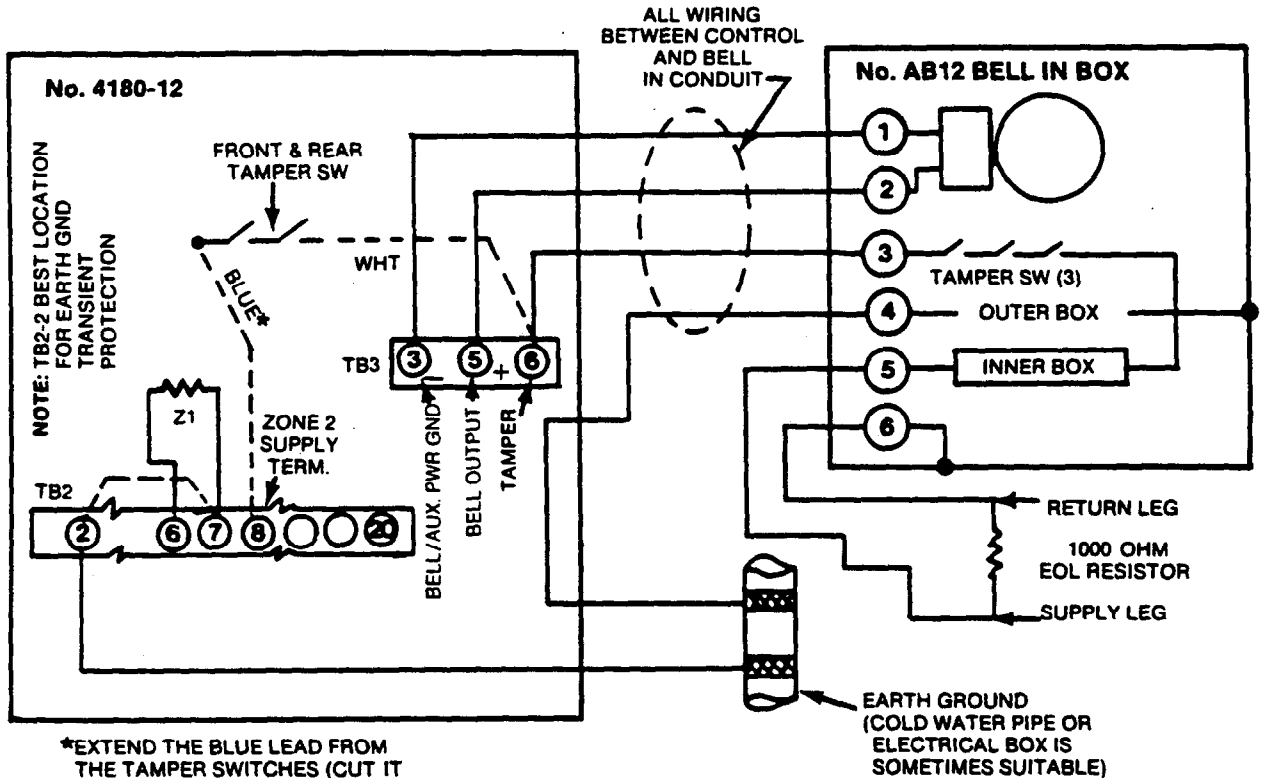 ALL WIRING
BETWEEN CONTROL
AND BELL
IN CONDUIT
No. 4180-12
No. AB12 BELL IN BOX
FRONT & REAR
TAMPER SW
NOTE: TB2-2 BEST LOCATION
FOR EARTH GND
TRANSIENT
PROTECTION
BLUE*
WHT
1
2
3
TAMPER SW (3)
4
OUTER BOX
5
INNER BOX
6
TB3
3
5
6
−
+
BELL/AUX. PWR GND
BELL OUTPUT
TAMPER
Z1
ZONE 2
SUPPLY
TERM.
TB2
2
6
7
8
20
RETURN LEG
1000 OHM
EOL RESISTOR
SUPPLY LEG
EARTH GROUND
(COLD WATER PIPE OR
ELECTRICAL BOX IS
SOMETIMES SUITABLE)
*EXTEND THE BLUE LEAD FROM
THE TAMPER SWITCHES (CUT IT